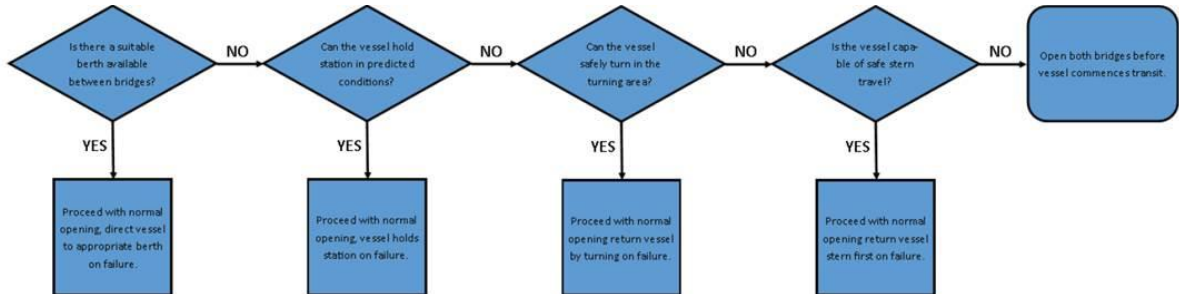 Is there a suitable
berth available
between bridges?
NO
Can the vessel hold
station in predicted
conditions?
NO
Can the vessel
safely turn in the
turning area?
NO
Is the vessel capa-
ble of safe stern
travel?
NO
Open both bridges before
vessel commences transit.
YES
YES
YES
YES
Proceed with normal
opening, direct vessel
to appropriate berth
on failure.
Proceed with normal
opening, vessel holds
station on failure.
Proceed with normal
opening return vessel
by turning on failure.
Proceed with normal
opening return vessel
stern first on failure.